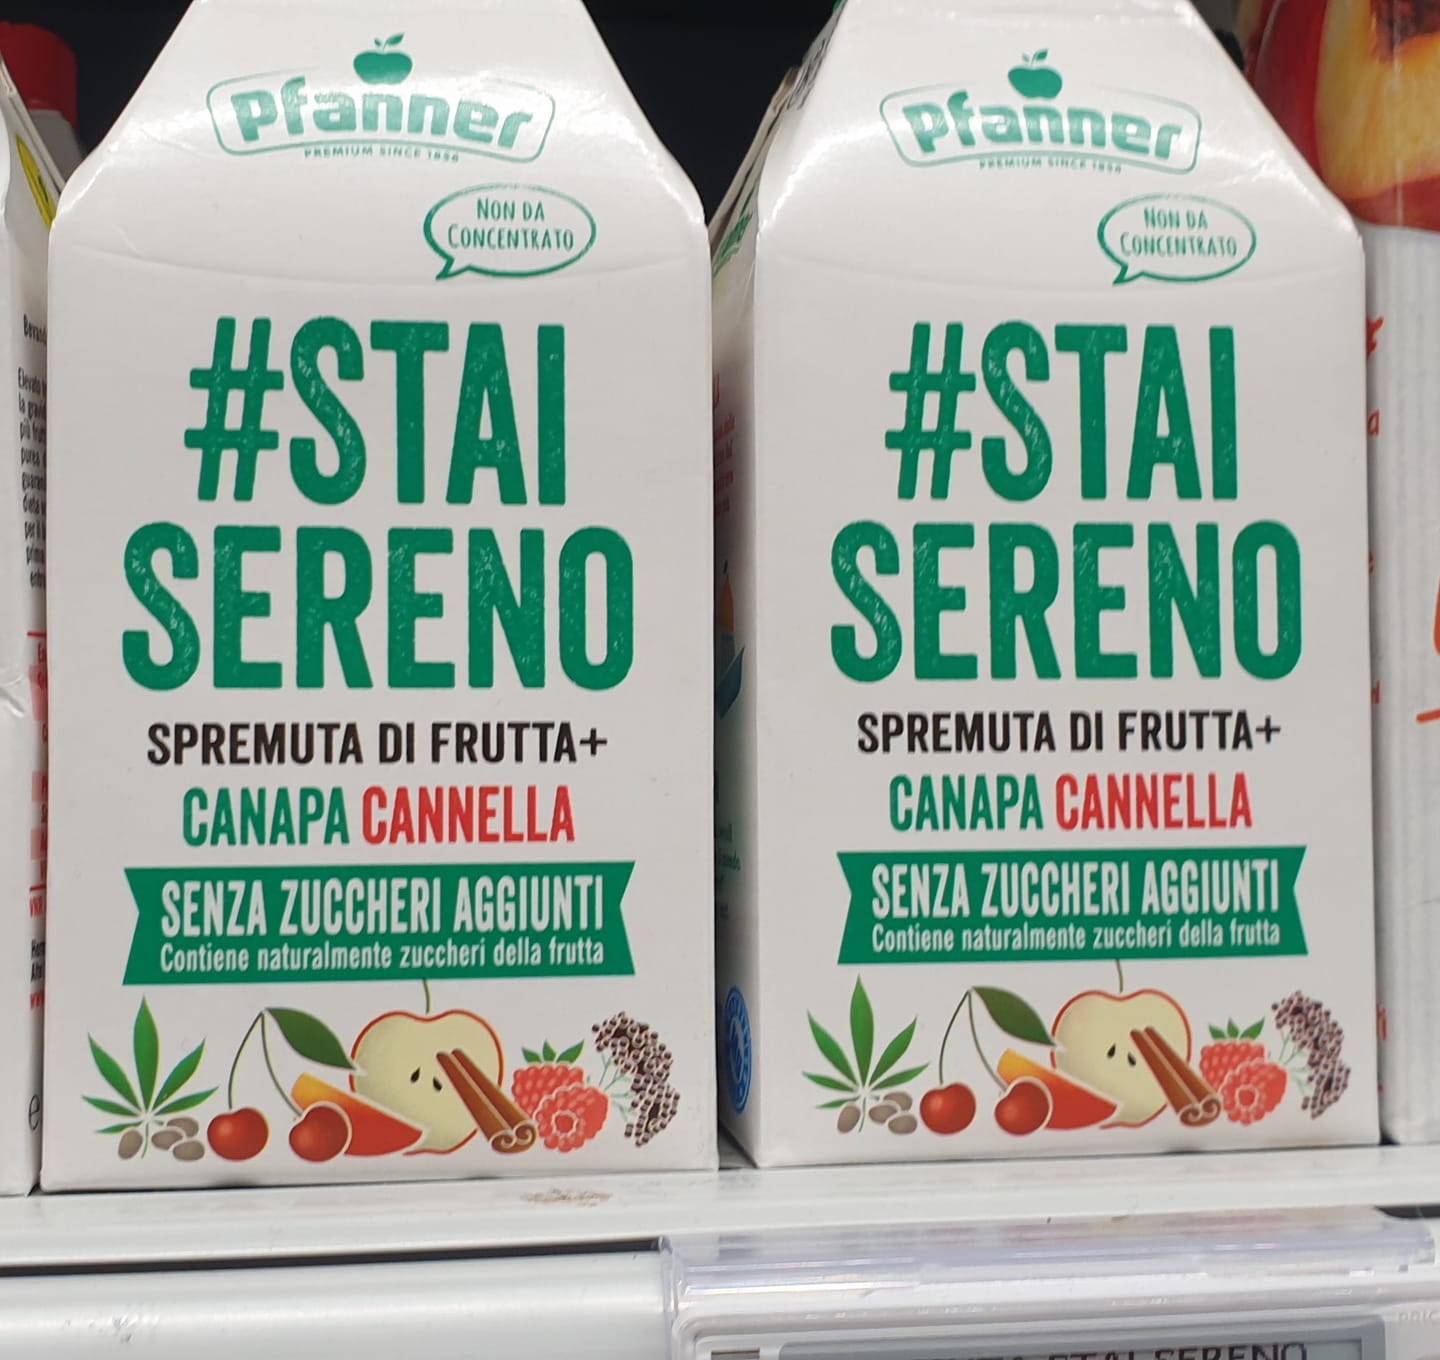 Pfanner
PREMIUM SINCE 1856
NON DA
CONCENTRATO
#STAI
SERENO
SPREMUTA DI FRUTTA+
CANAPA CANNELLA
SENZA ZUCCHERI AGGIUNTI
Contiene naturalmente zuccheri della frutta
Pfanner
PREMIUM SINCE 1856
NON DA
CONCENTRATO
#STAI
SERENO
SPREMUTA DI FRUTTA+
CANAPA CANNELLA
SENZA ZUCCHERI AGGIUNTI
Contiene naturalmente zuccheri della frutta
STAI SERENO